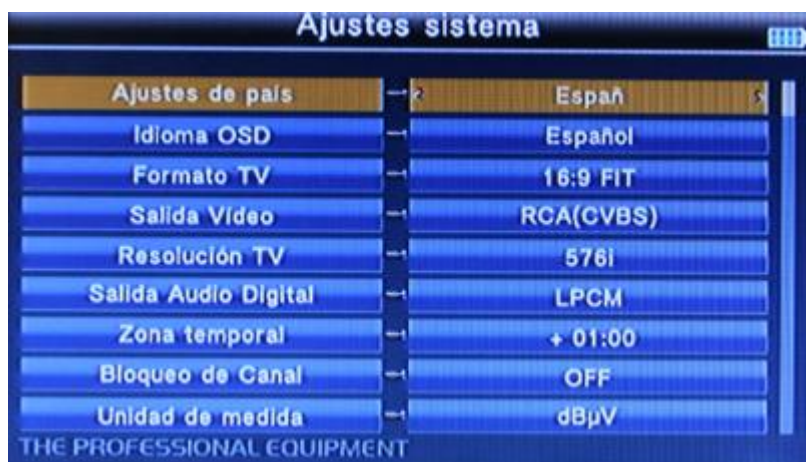 Ajustes sistema
Ajustes de país Españ
Idioma OSD Español
Formato TV 16:9 FIT
Salida Vídeo RCA(CVBS)
Resolución TV 576i
Salida Audio Digital LPCM
Zona temporal + 01:00
Bloqueo de Canal OFF
Unidad de medida dBµV
THE PROFESSIONAL EQUIPMENT